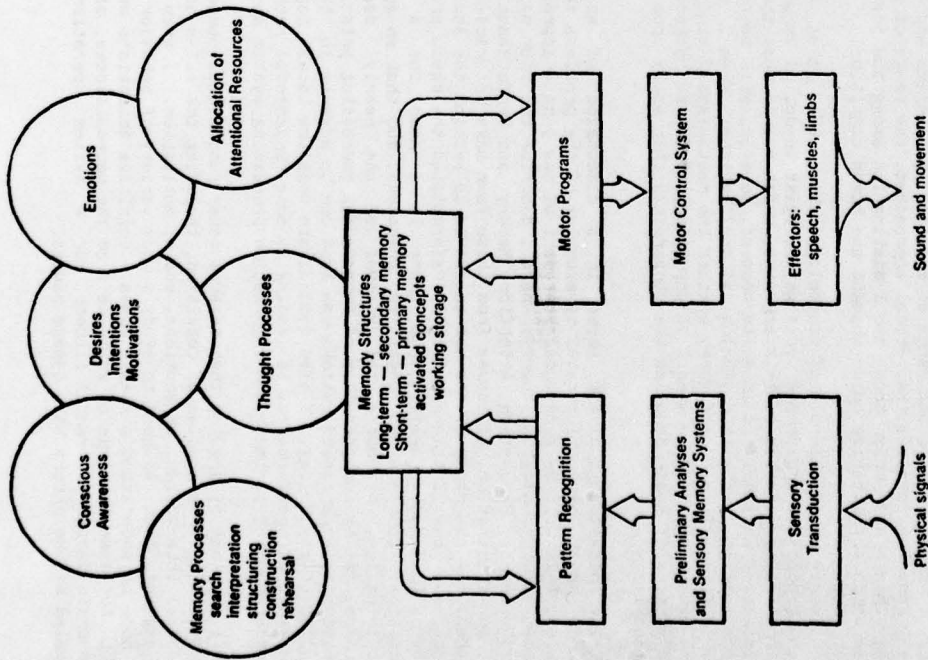 Memory Processes
search
interpretation
structuring
construction
rehearsal
Conscious
Awareness
Desires
Intentions
Motivations
Emotions
Allocation of
Attentional Resources
Thought Processes
Memory Structures
Long-term — secondary memory
Short-term — primary memory
activated concepts
working storage
Pattern Recognition
Preliminary Analyses
and Sensory Memory Systems
Sensory
Transduction
Physical signals
Motor Programs
Motor Control System
Effectors:
speech, muscles, limbs
Sound and movement